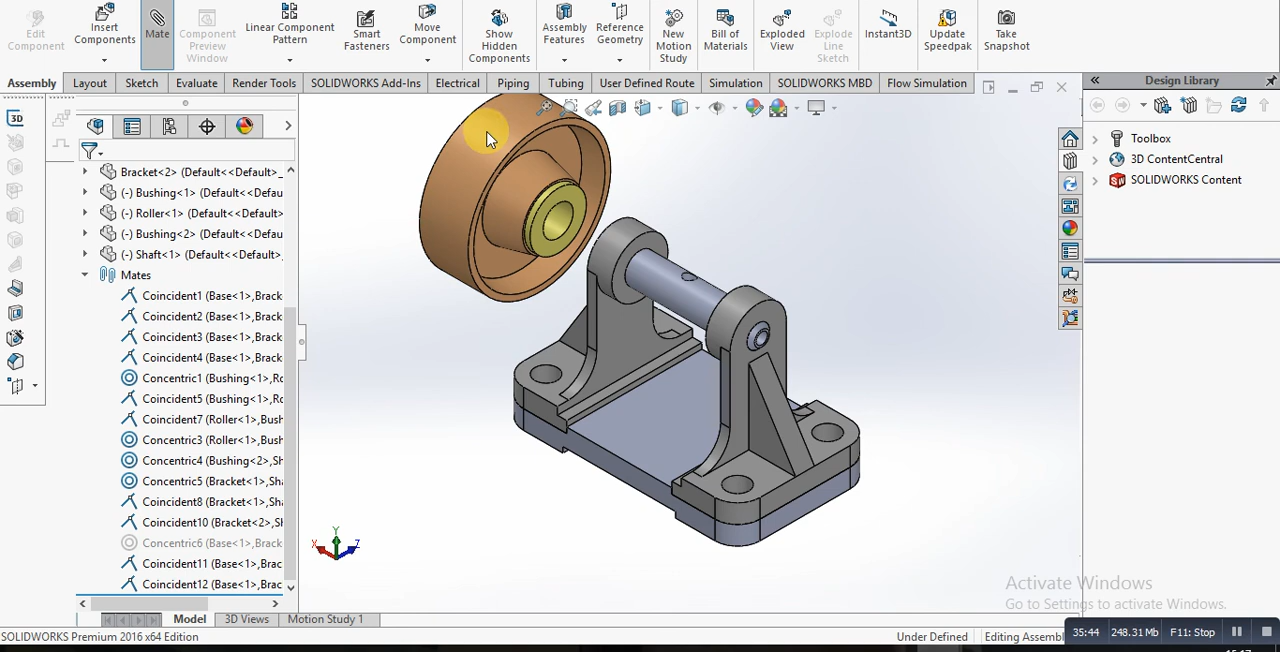 Edit Component
Insert Components
Mate
Component Preview Window
Linear Component Pattern
Smart Fasteners
Move Component
Show Hidden Components
Assembly Features
Reference Geometry
New Motion Study
Bill of Materials
Exploded View
Explode Line Sketch
Instant3D
Update Speedpak
Take Snapshot
Assembly
Layout
Sketch
Evaluate
Render Tools
SOLIDWORKS Add-Ins
Electrical
Piping
Tubing
User Defined Route
Simulation
SOLIDWORKS MBD
Flow Simulation
Design Library
Toolbox
3D ContentCentral
SOLIDWORKS Content
3D
Bracket<2> (Default<<Default>_
(-) Bushing<1> (Default<<Defau
(-) Roller<1> (Default<<Default>
(-) Bushing<2> (Default<<Defau
(-) Shaft<1> (Default<<Default>_
Mates
Coincident1 (Base<1>,Brack
Coincident2 (Base<1>,Brack
Coincident3 (Base<1>,Brack
Coincident4 (Base<1>,Brack
Concentric1 (Bushing<1>,Ro
Coincident5 (Bushing<1>,Ro
Coincident7 (Roller<1>,Bush
Concentric3 (Roller<1>,Bush
Concentric4 (Bushing<2>,Sh
Concentric5 (Bracket<1>,Sha
Coincident8 (Bracket<1>,Sha
Coincident10 (Bracket<2>,Sh
Concentric6 (Base<1>,Brack
Coincident11 (Base<1>,Brac
Coincident12 (Base<1>,Brac
Y
X
Z
Activate Windows
Go to Settings to activate Windows.
Model
3D Views
Motion Study 1
SOLIDWORKS Premium 2016 x64 Edition
Under Defined
Editing Assembl
35:44
248.31Mb
F11: Stop